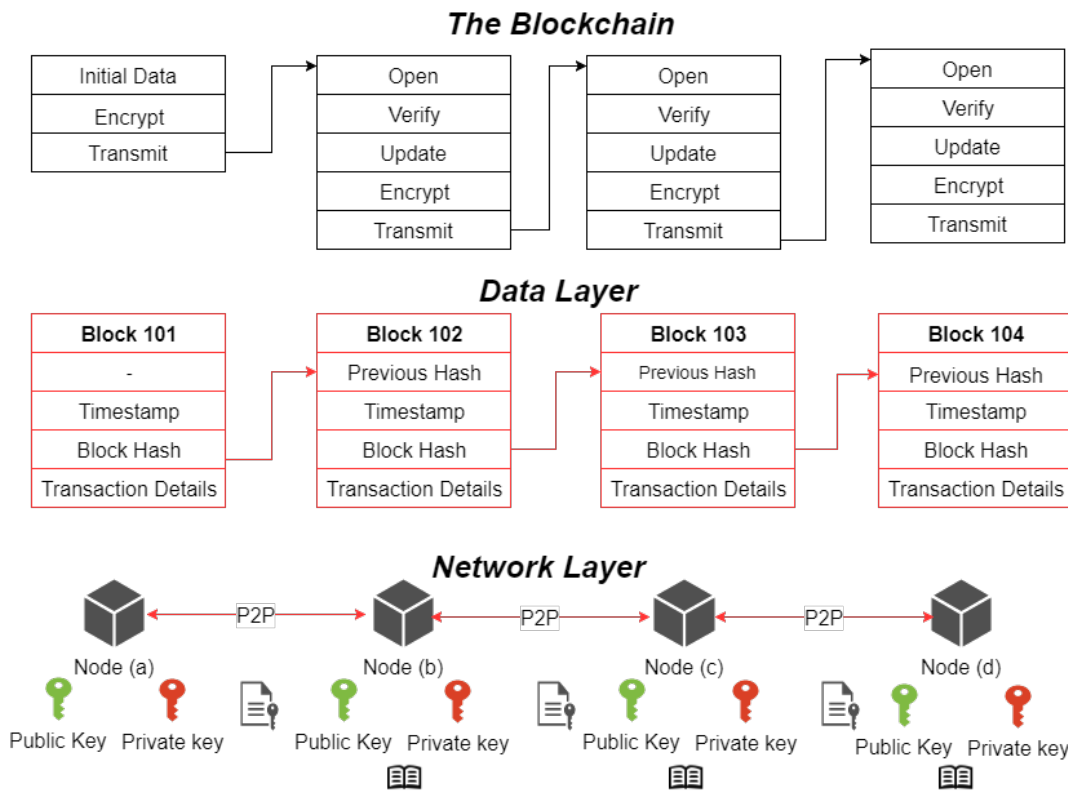 The Blockchain
Initial Data
Encrypt
Transmit
Open
Verify
Update
Encrypt
Transmit
Open
Verify
Update
Encrypt
Transmit
Open
Verify
Update
Encrypt
Transmit
Data Layer
Block 101
-
Timestamp
Block Hash
Transaction Details
Block 102
Previous Hash
Timestamp
Block Hash
Transaction Details
Block 103
Previous Hash
Timestamp
Block Hash
Transaction Details
Block 104
Previous Hash
Timestamp
Block Hash
Transaction Details
Network Layer
P2P
P2P
P2P
Node (a)
Node (b)
Node (c)
Node (d)
Public Key
Private key
Public Key
Private key
Public Key
Private key
Public Key
Private key